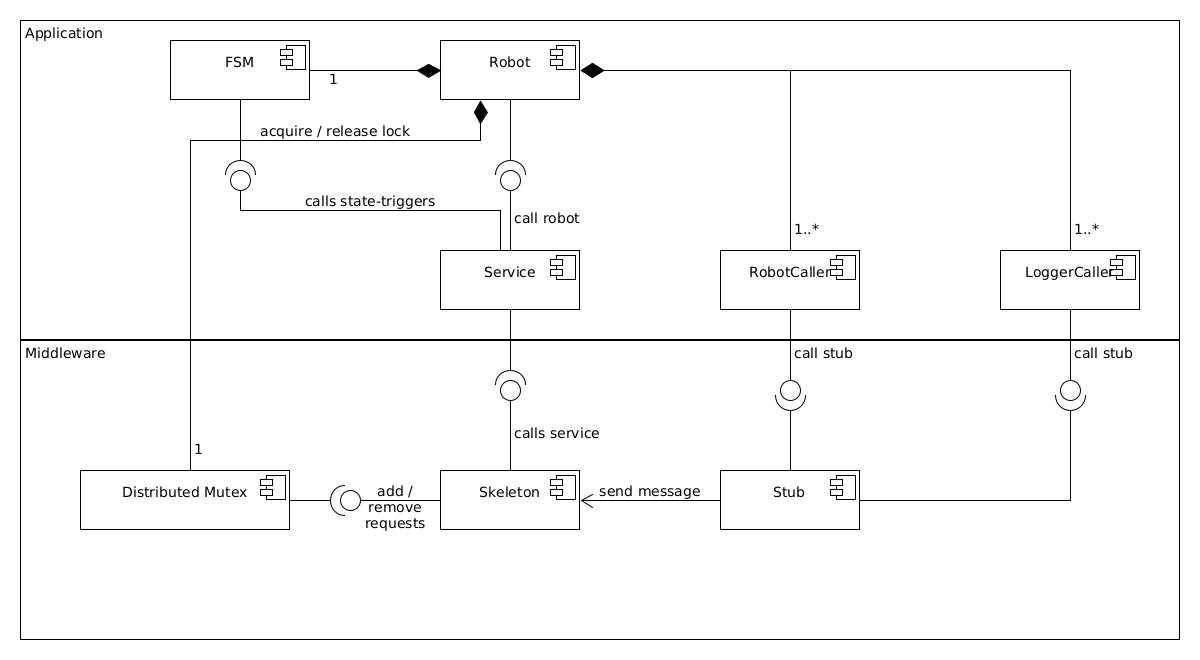 Application
FSM
Robot
1
acquire / release lock
calls state-triggers
call robot
1..*
1..*
Service
RobotCaller
LoggerCaller
Middleware
call stub
call stub
calls service
1
Distributed Mutex
add /
remove
requests
Skeleton
send message
Stub